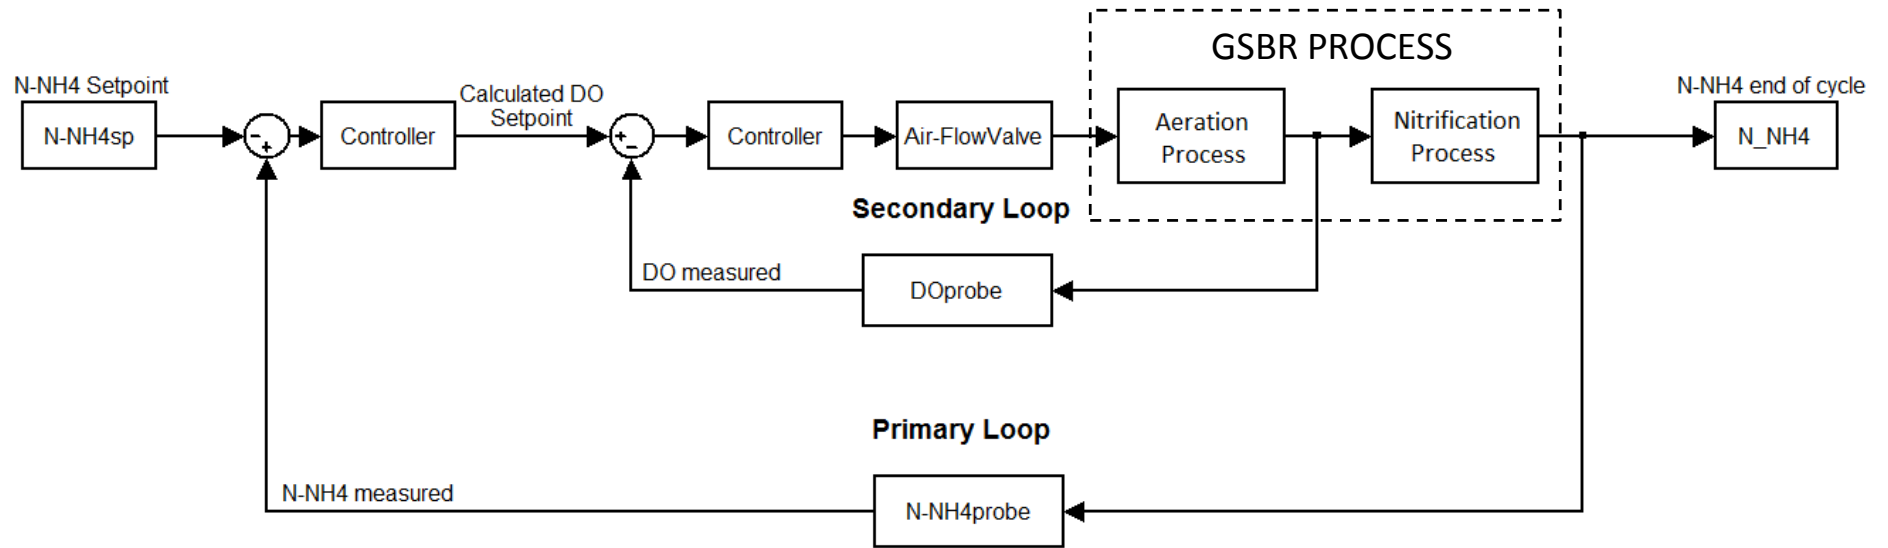 GSBR PROCESS
N-NH4 Setpoint
N-NH4sp
-
+
Controller
Calculated DO
Setpoint
+
-
Controller
Air-FlowValve
Aeration
Process
Nitrification
Process
N-NH4 end of cycle
N_NH4
Secondary Loop
DO measured
DOprobe
Primary Loop
N-NH4 measured
N-NH4probe